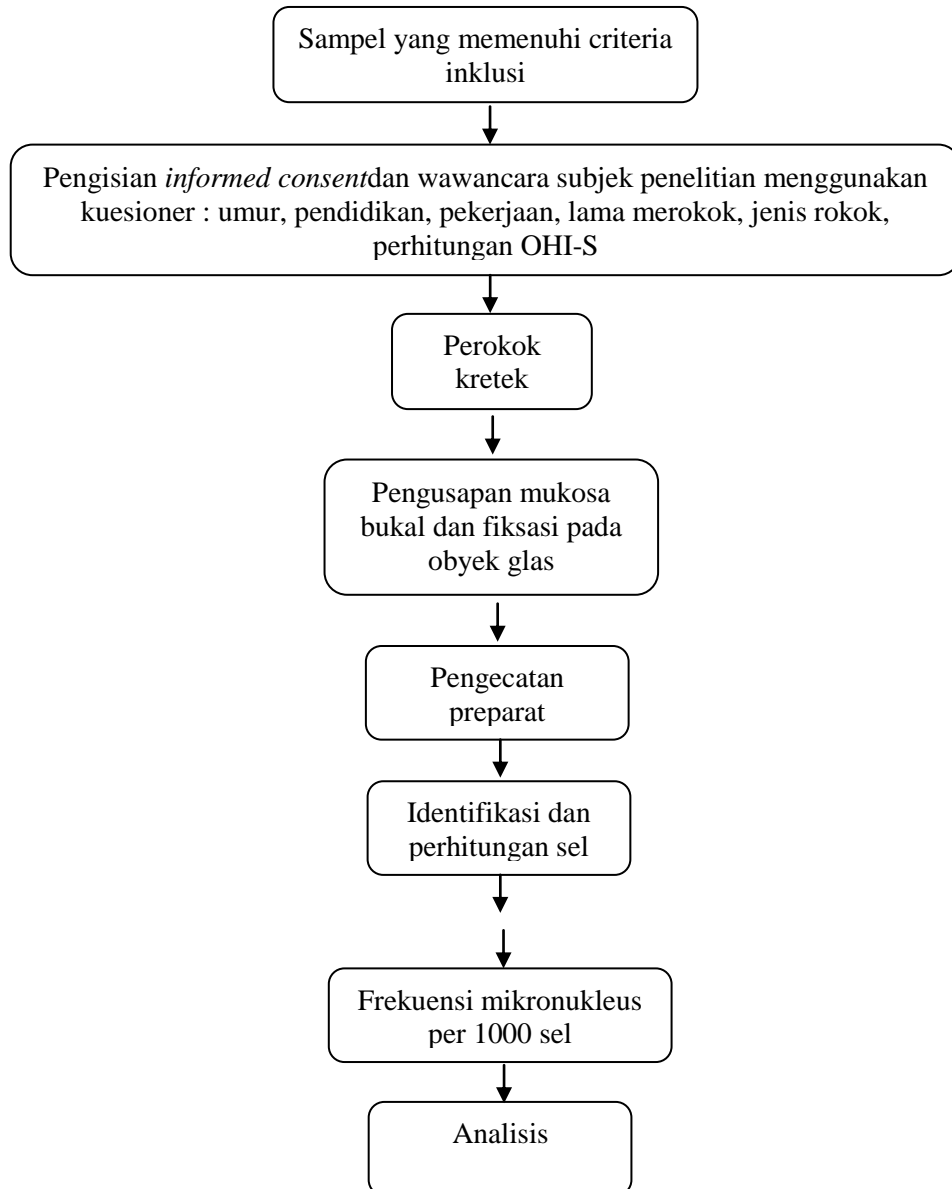 Sampel yang memenuhi criteria
inklusi
Pengisian informed consentdan wawancara subjek penelitian menggunakan
kuesioner : umur, pendidikan, pekerjaan, lama merokok, jenis rokok,
perhitungan OHI-S
Perokok
kretek
Pengusapan mukosa
bukal dan fiksasi pada
obyek glas
Pengecatan
preparat
Identifikasi dan
perhitungan sel
Frekuensi mikronukleus
per 1000 sel
Analisis